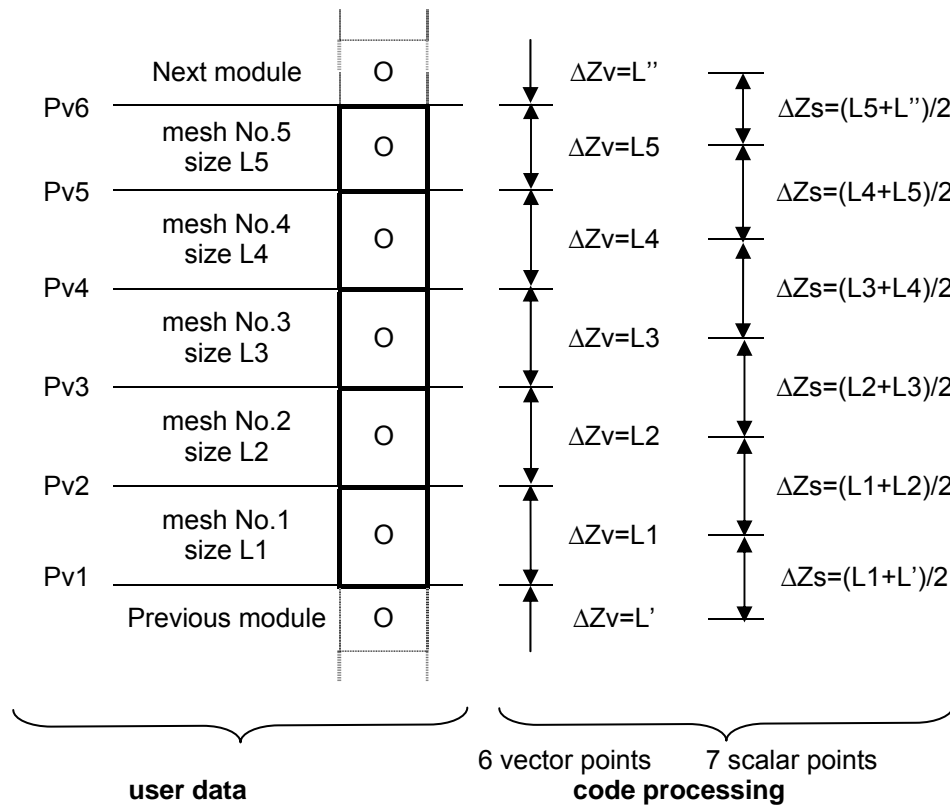 Next module O ΔZv=L''
Pv6 ΔZs=(L5+L'')/2
mesh No.5
size L5 O ΔZv=L5
Pv5 ΔZs=(L4+L5)/2
mesh No.4
size L4 O ΔZv=L4
Pv4 ΔZs=(L3+L4)/2
mesh No.3
size L3 O ΔZv=L3
Pv3 ΔZs=(L2+L3)/2
mesh No.2
size L2 O ΔZv=L2
Pv2 ΔZs=(L1+L2)/2
mesh No.1
size L1 O ΔZv=L1
Pv1 ΔZs=(L1+L')/2
Previous module O ΔZv=L'
6 vector points 7 scalar points
user data code processing